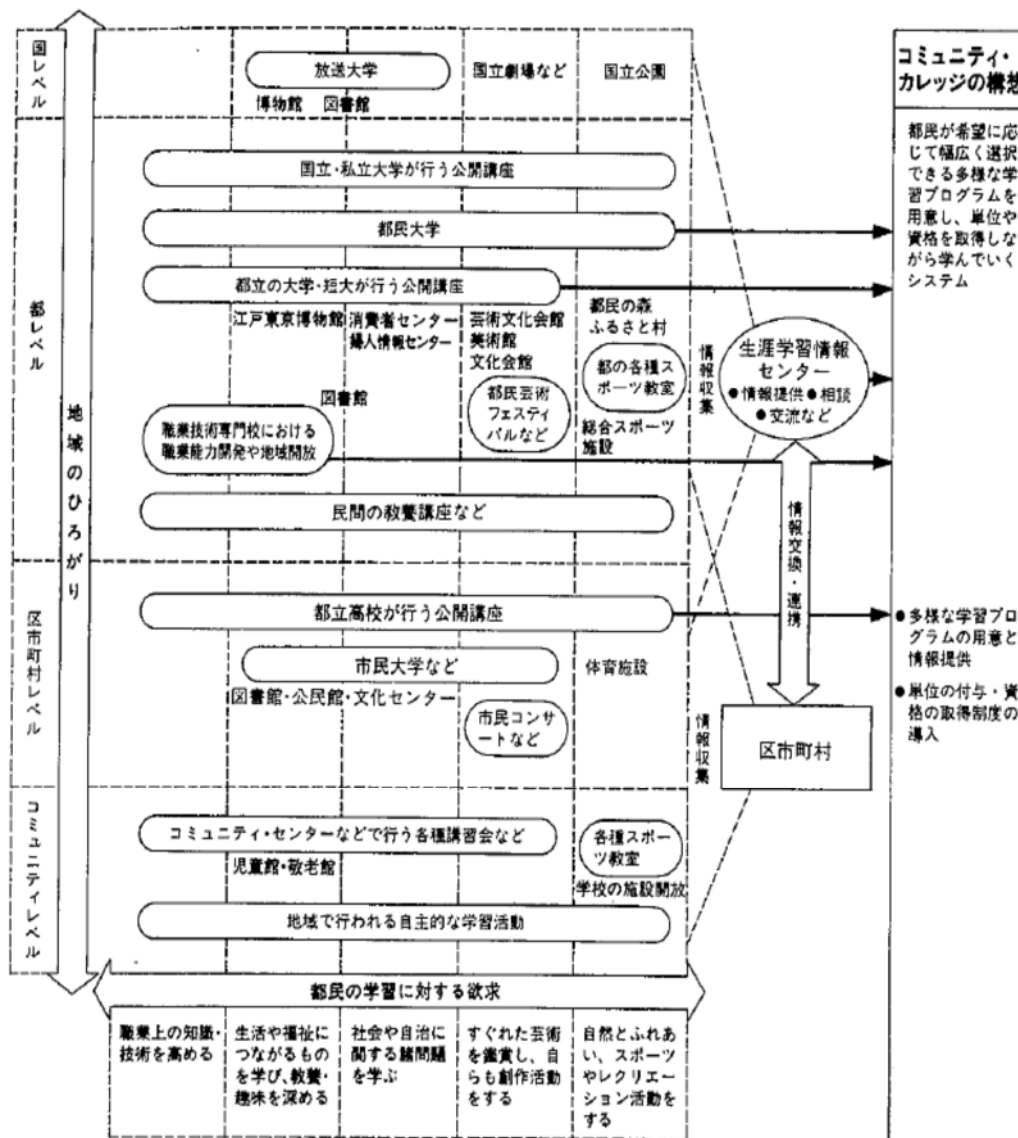 国レベル
放送大学
国立劇場など
国立公園
博物館 図書館
都レベル
国立・私立大学が行う公開講座
都民大学
都立の大学・短大が行う公開講座
江戸東京博物館
消費者センター
婦人情報センター
芸術文化会館
美術館
文化会館
都民の森
ふるさと村
都の各種ス
ポーツ教室
図書館
都民芸術
フェスティ
バルなど
総合スポーツ
施設
職業技術専門校における
職業能力開発や地域開放
民間の教養講座など
地域のひろがり
区市町村レベル
都立高校が行う公開講座
市民大学など
体育施設
図書館・公民館・文化センター
市民コンサ
ートなど
コミュニティレベル
コミュニティ・センターなどで行う各種講習会など
各種スポー
ツ教室
児童館・敬老館
学校の施設開放
地域で行われる自主的な学習活動
都民の学習に対する欲求
職業上の知識・
技術を高める
生活や福祉に
つながるもの
を学び、教養・
趣味を深める
社会や自治に
関する諸問題
を学ぶ
すぐれた芸術
を鑑賞し、自
らも創作活動
をする
自然とふれあ
い、スポーツ
やレクリエー
ション活動を
する
情報収集
生涯学習情報
センター
●情報提供●相談
●交流など
情報交換・連携
情報収集
区市町村
コミュニティ・
カレッジの構想
都民が希望に応
じて幅広く選択
できる多様な学
習プログラムを
用意し、単位や
資格を取得しな
がら学んでいく
システム
●多様な学習プロ
グラムの用意と
情報提供
●単位の付与・資
格の取得制度の
導入